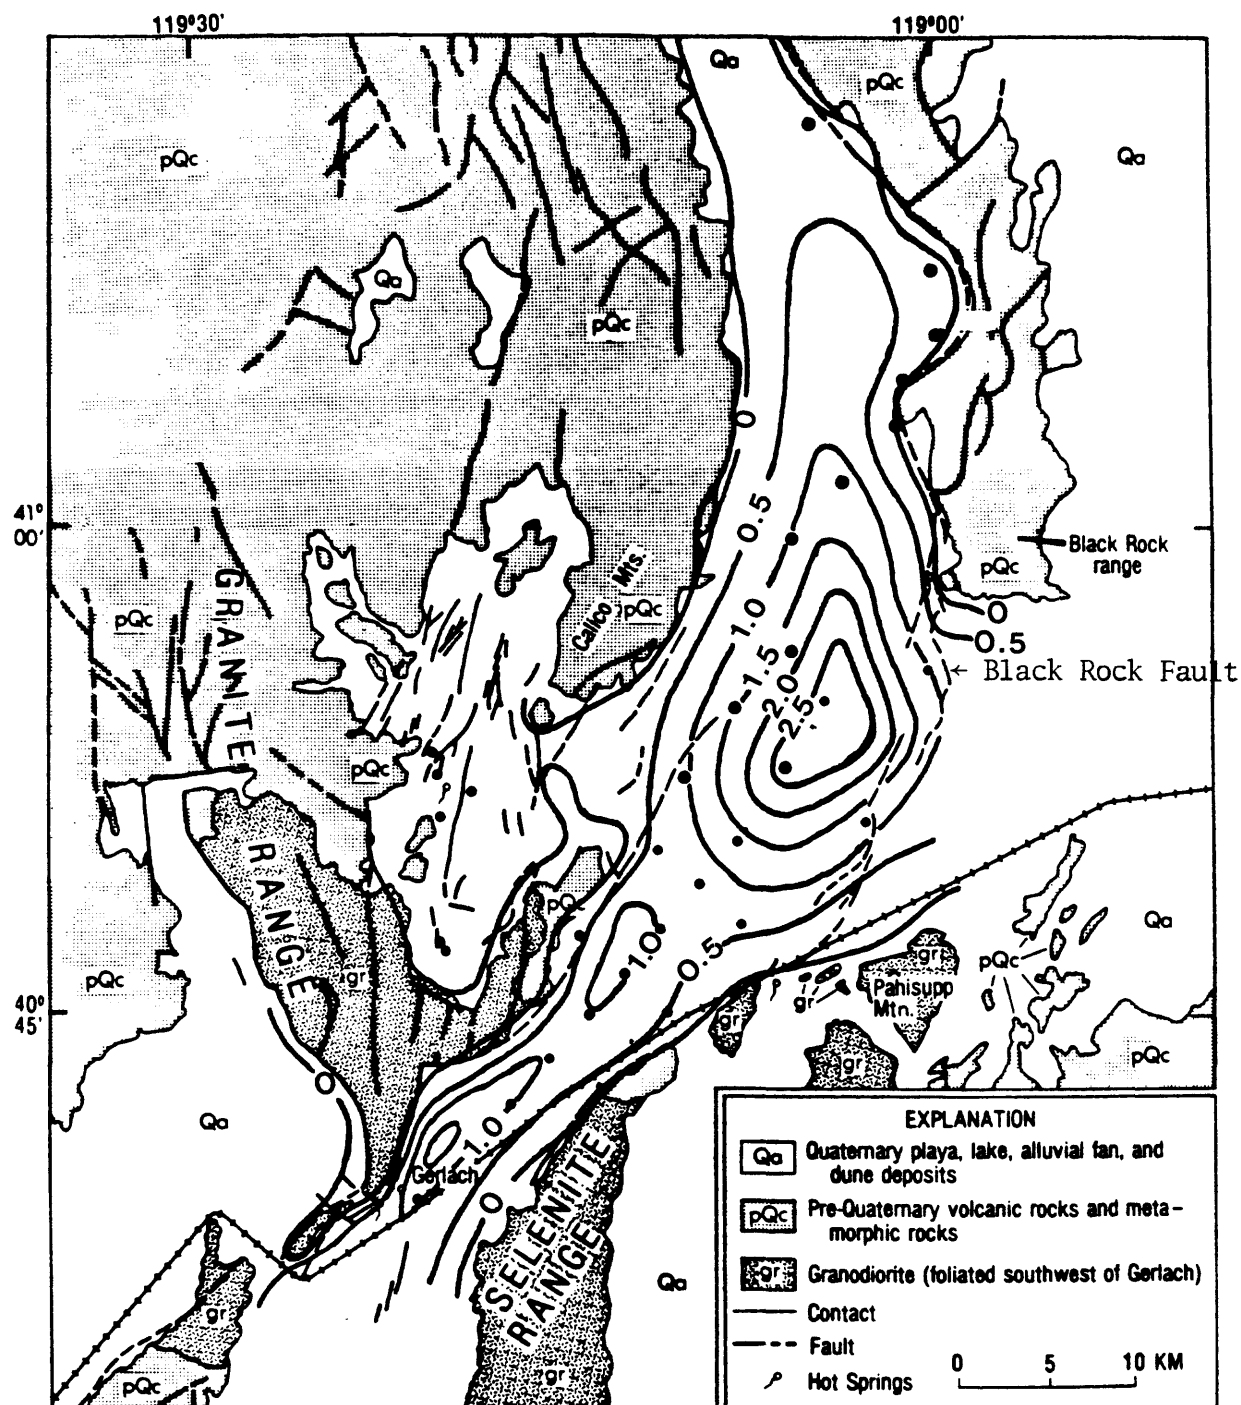 119°30'
119°00'
Qa
pQc
pQc
Qa
Qa
pQc
0
41°
00'
0.5
Black Rock
range
pQc
GRANITE
pQc
Calico Mts.
pQc
1.0
0
0.5
← Black Rock Fault
1.5
2.0
2.5
pQc
RANGE
pQc
Qa
1.0
0.5
gr
pQc
pQc
gr
gr
Pahisupp
Mtn.
40°
45'
gr
pQc
gr
0
Qa
1.0
Gerlach
0
SELENITE
RANGE
Qa
gr
pQc
gr
EXPLANATION
Qa Quaternary playa, lake, alluvial fan, and
dune deposits
pQc Pre-Quaternary volcanic rocks and meta-
morphic rocks
gr Granodiorite (foliated southwest of Gerlach)
Contact
Fault
Hot Springs
0 5 10 KM